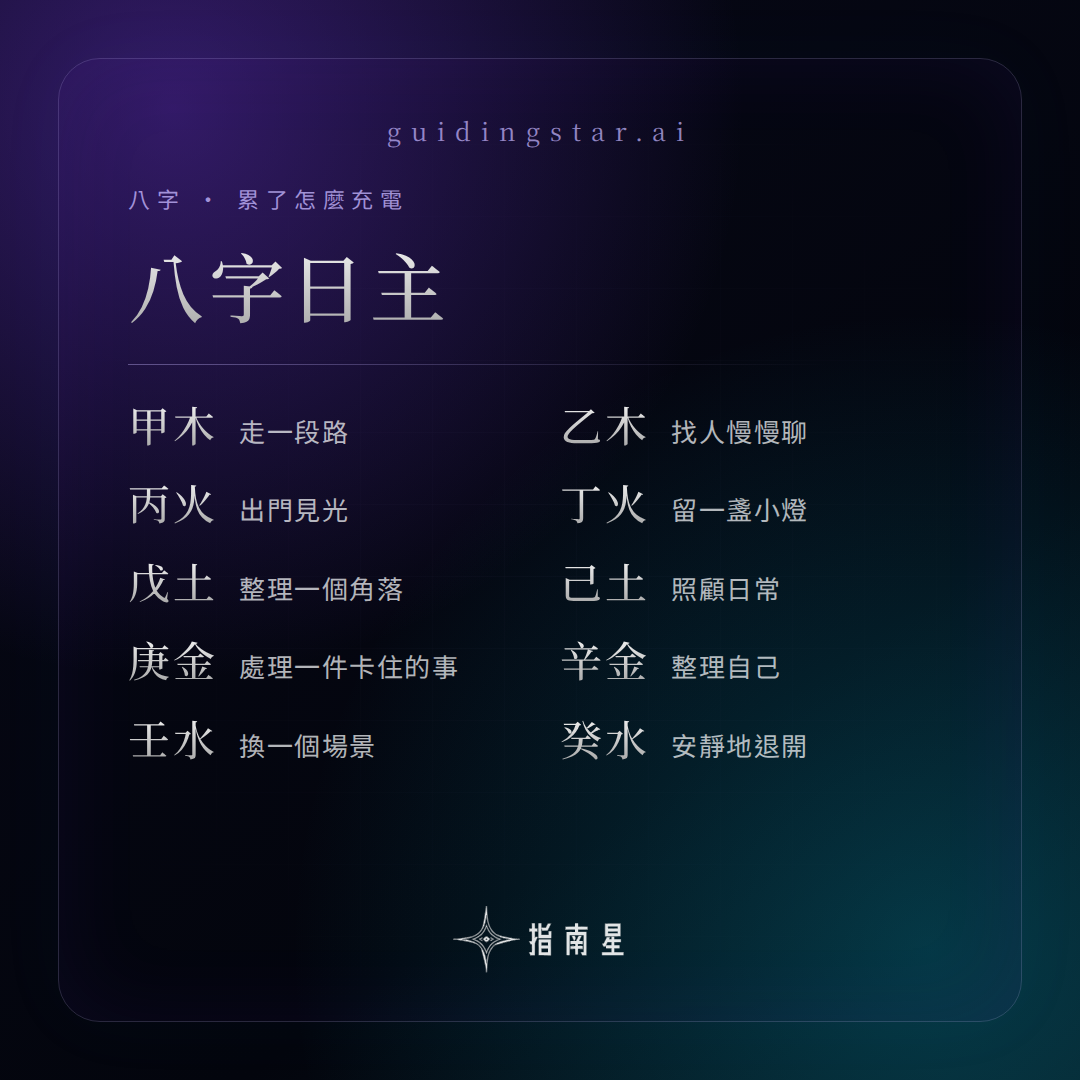 guidingstar.ai
八字 · 累了怎麼充電
八字日主
甲木 走一段路
乙木 找人慢慢聊
丙火 出門見光
丁火 留一盞小燈
戊土 整理一個角落
己土 照顧日常
庚金 處理一件卡住的事
辛金 整理自己
壬水 換一個場景
癸水 安靜地退開
指南星